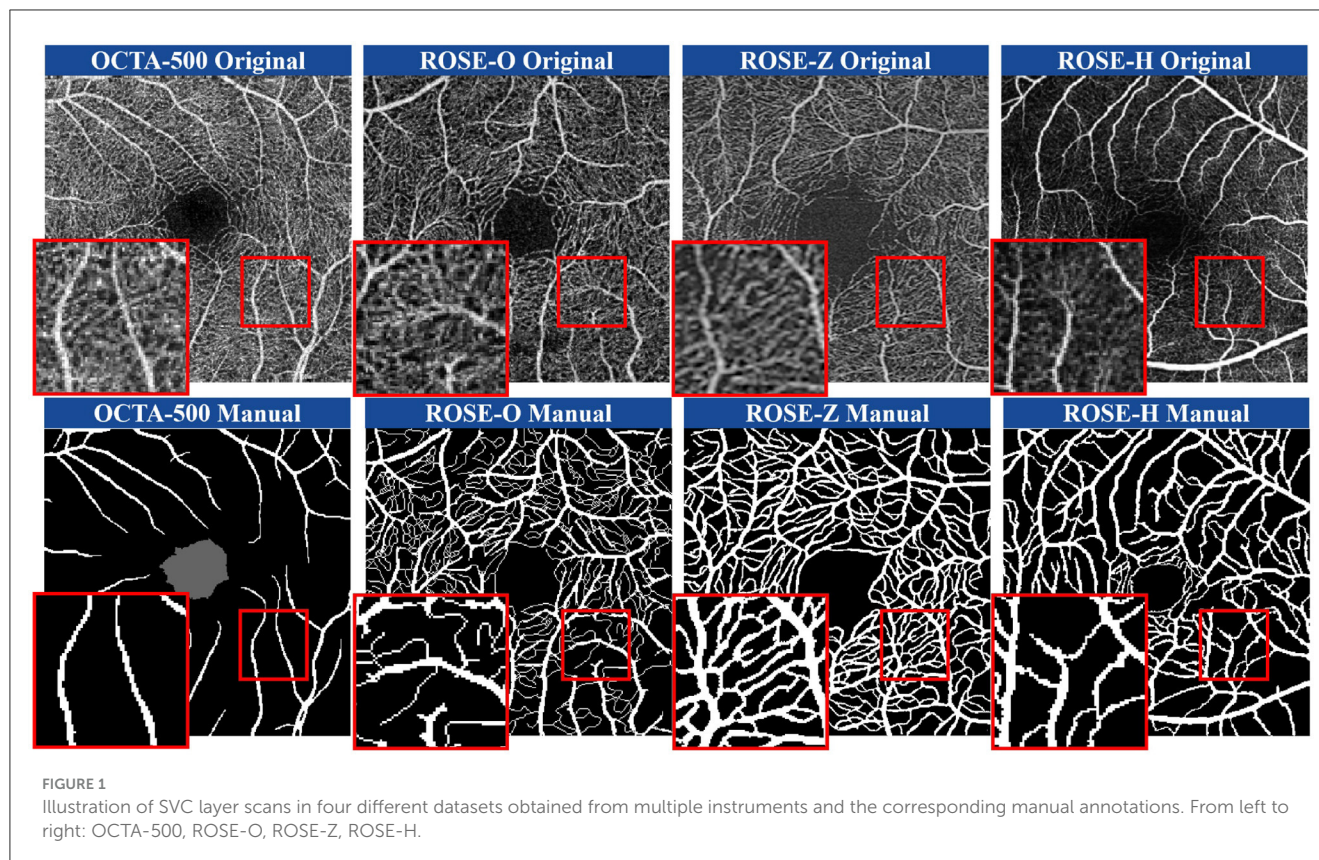 OCTA-500 Original
ROSE-O Original
ROSE-Z Original
ROSE-H Original
OCTA-500 Manual
ROSE-O Manual
ROSE-Z Manual
ROSE-H Manual
FIGURE 1
Illustration of SVC layer scans in four different datasets obtained from multiple instruments and the corresponding manual annotations. From left to
right: OCTA-500, ROSE-O, ROSE-Z, ROSE-H.